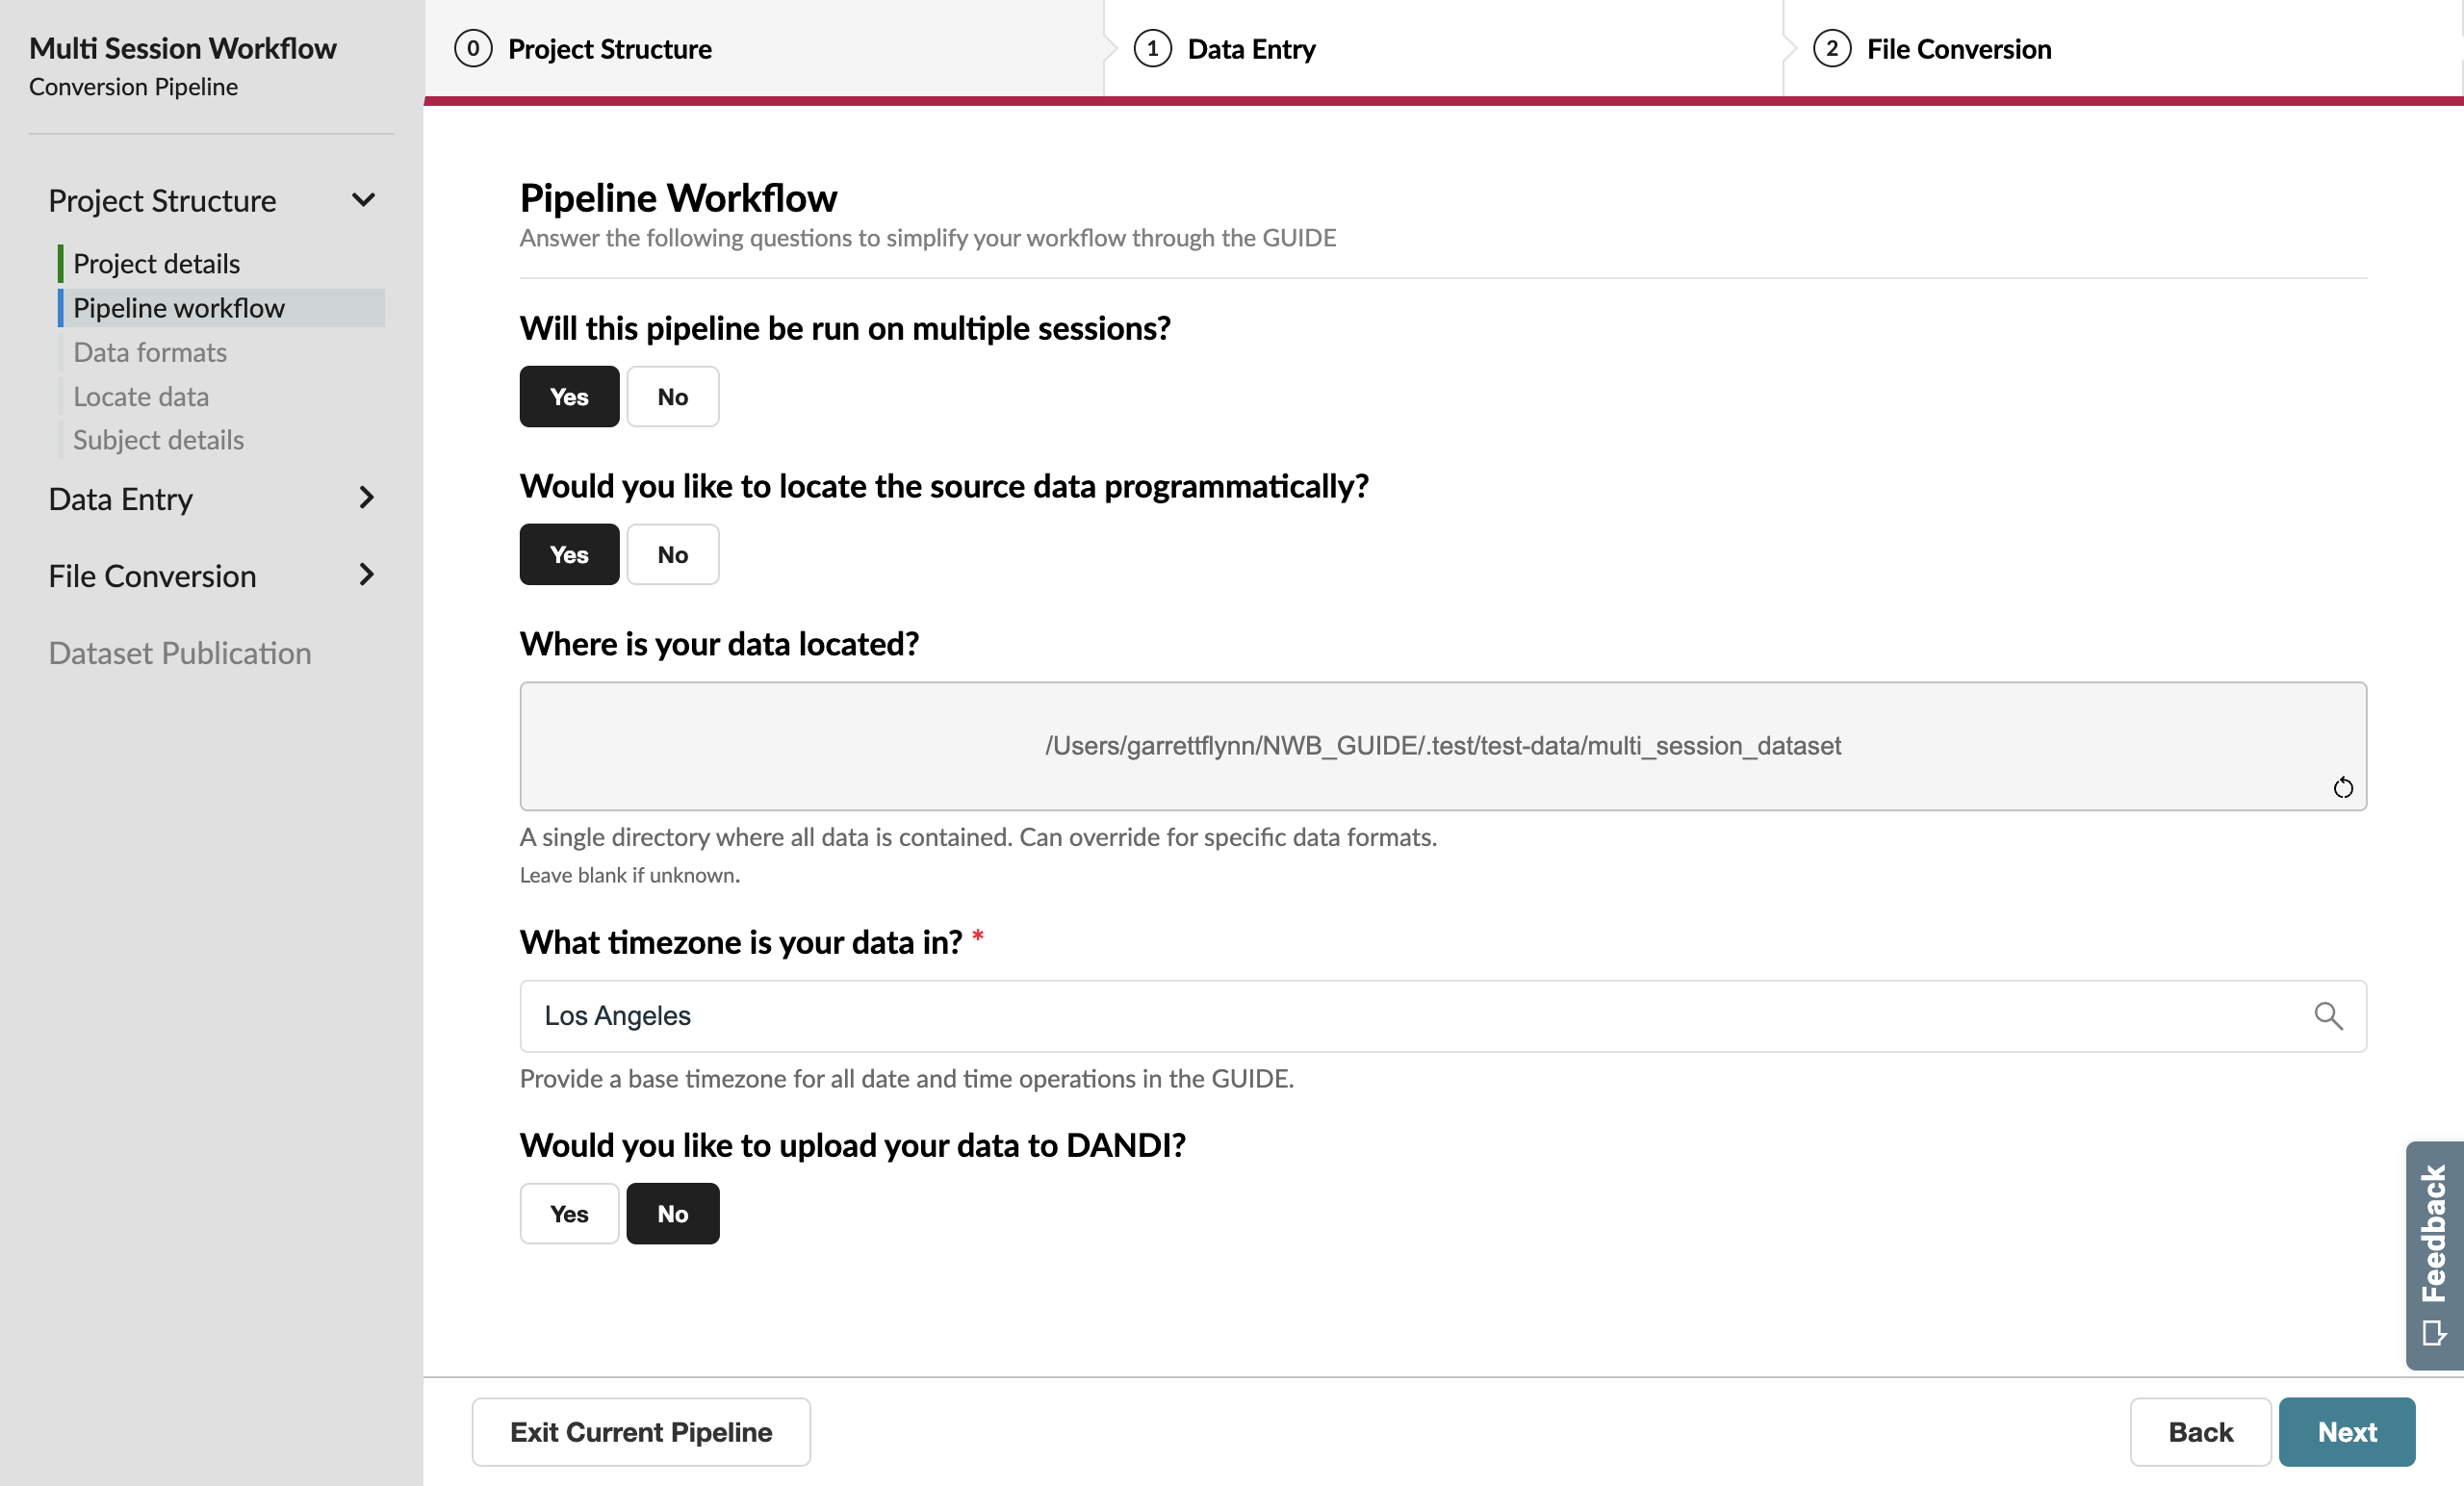 Multi Session Workflow
Conversion Pipeline
Project Structure
Project details
Pipeline workflow
Data formats
Locate data
Subject details
Data Entry
File Conversion
Dataset Publication
0 Project Structure
1 Data Entry
2 File Conversion
Pipeline Workflow
Answer the following questions to simplify your workflow through the GUIDE
Will this pipeline be run on multiple sessions?
Yes No
Would you like to locate the source data programmatically?
Yes No
Where is your data located?
/Users/garrettflynn/NWB_GUIDE/.test/test-data/multi_session_dataset
A single directory where all data is contained. Can override for specific data formats.
Leave blank if unknown.
What timezone is your data in? *
Los Angeles
Provide a base timezone for all date and time operations in the GUIDE.
Would you like to upload your data to DANDI?
Yes No
Feedback
Exit Current Pipeline
Back Next